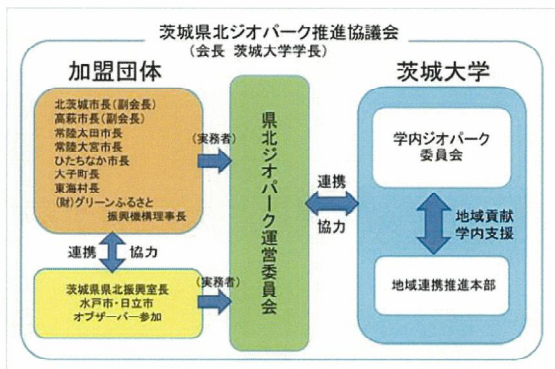 茨城県北ジオパーク推進協議会
(会長 茨城大学学長)
加盟団体
北茨城市長(副会長)
高萩市長(副会長)
常陸太田市長
常陸大宮市長
ひたちなか市長
大子町長
東海村長
(財)グリーンふるさと
振興機構理事長
連携
協力
茨城県県北振興室長
水戸市・日立市
オブザーバー参加
(実務者)
(実務者)
県北ジオパーク運営委員会
連携
協力
茨城大学
学内ジオパーク
委員会
地域貢献
学内支援
地域連携推進本部